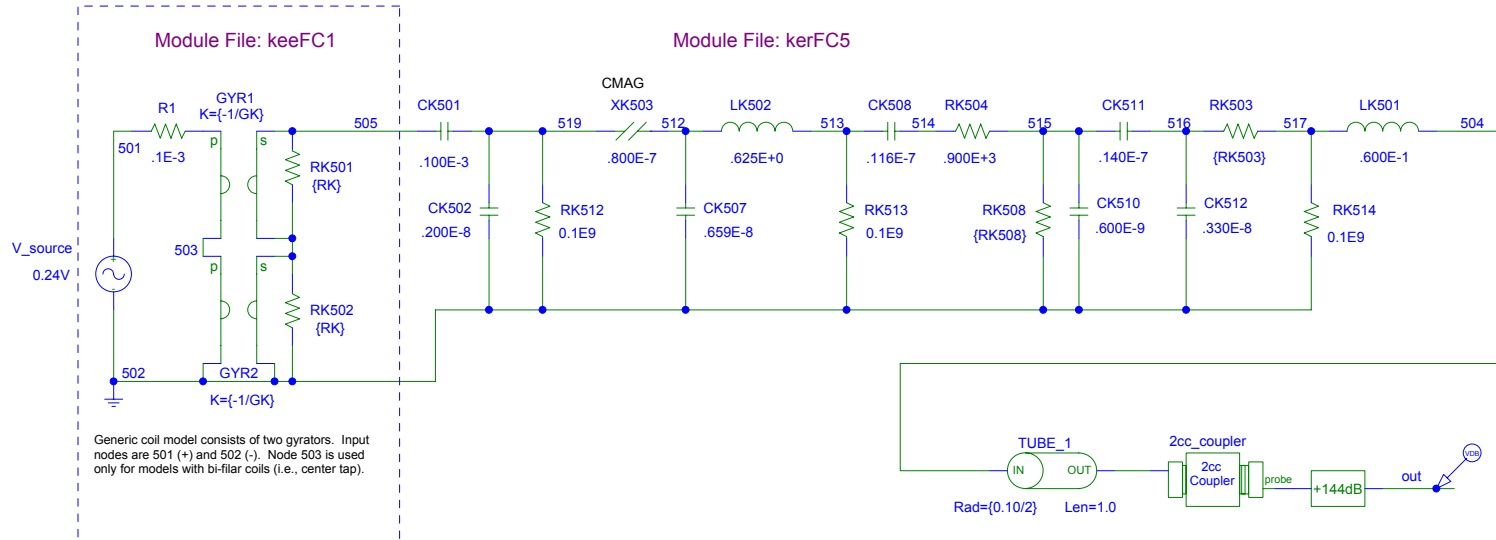 Module File: keeFC1
Module File: kerFC5
CMAG
R1
.1E-3
GYR1
K={-1/GK}
p
s
501
RK501
{RK}
503
p
s
RK502
{RK}
V_source
0.24V
+
-
502
GYR2
K={-1/GK}
Generic coil model consists of two gyrators. Input
nodes are 501 (+) and 502 (-). Node 503 is used
only for models with bi-filar coils (i.e., center tap).
505
CK501
.100E-3
519
XK503
.800E-7
512
LK502
.625E+0
513
CK508
.116E-7
514
RK504
.900E+3
515
CK511
.140E-7
516
RK503
{RK503}
517
LK501
.600E-1
504
CK502
.200E-8
RK512
0.1E9
CK507
.659E-8
RK513
0.1E9
RK508
{RK508}
CK510
.600E-9
CK512
.330E-8
RK514
0.1E9
TUBE_1
IN
OUT
Rad={0.10/2}
Len=1.0
2cc_coupler
2cc
Coupler
probe
+144dB
out
VDB